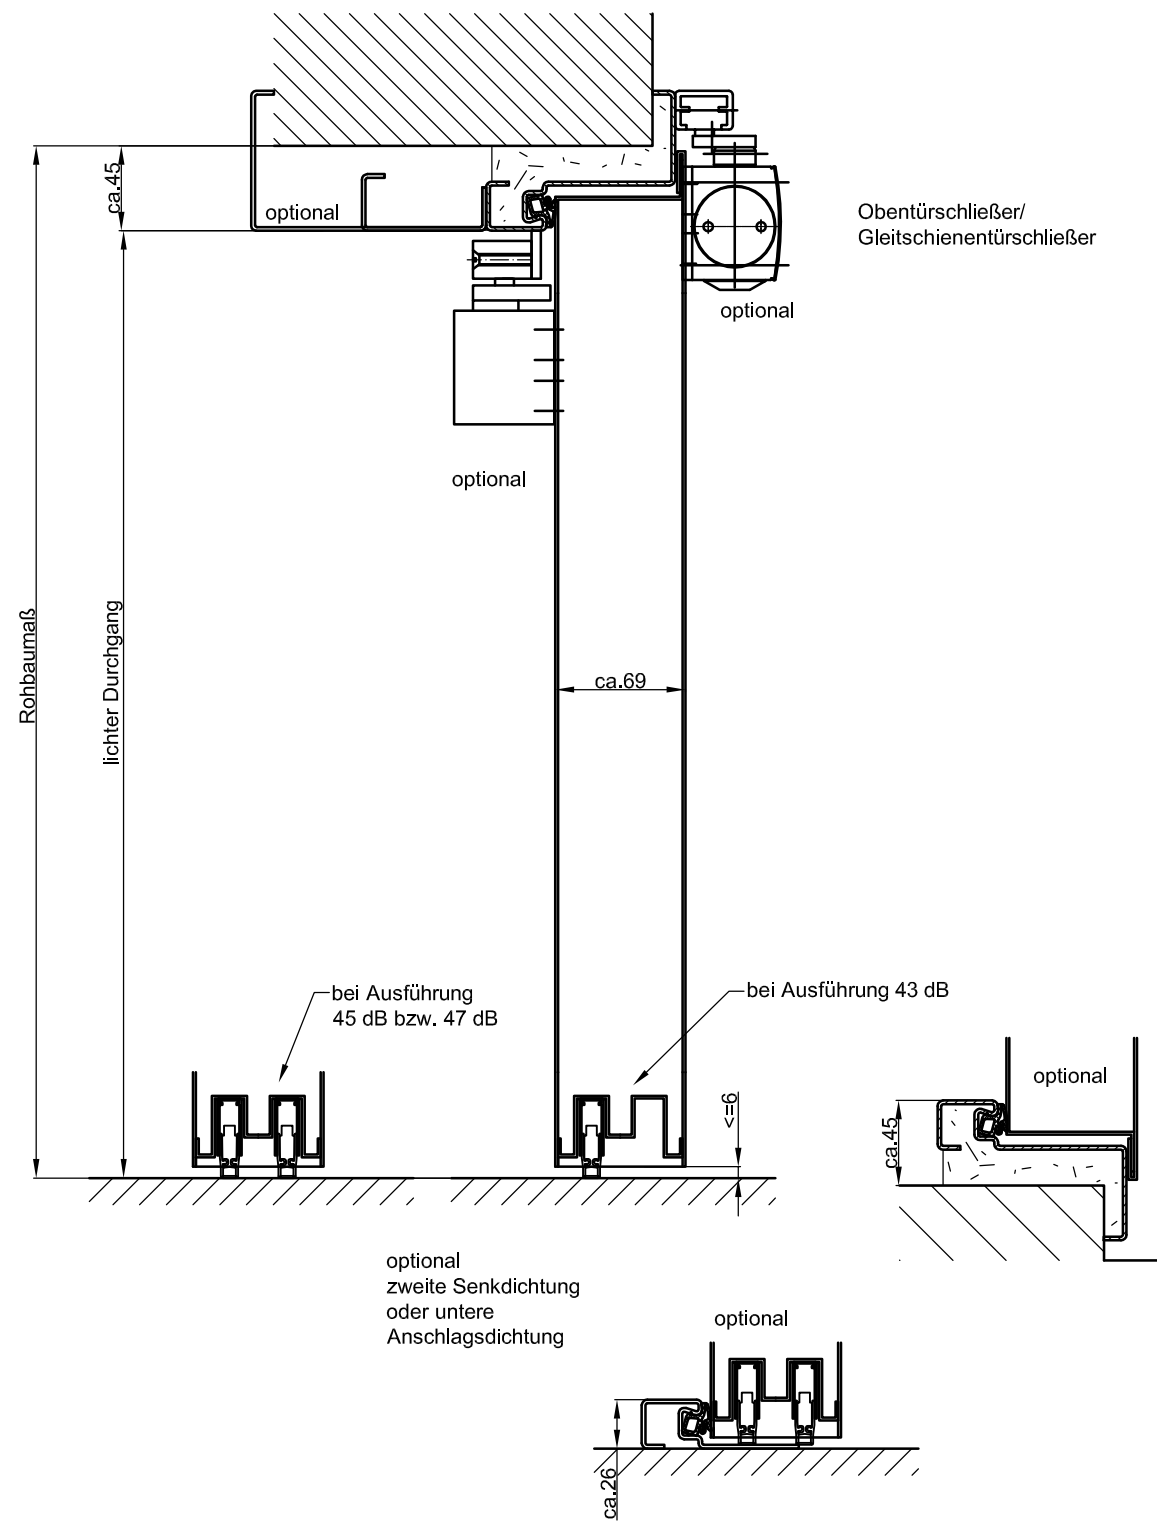 ca.45
optional
Obentürschließer/
Gleitschienentürschließer
optional
optional
Rohbaumaß
lichter Durchgang
ca.69
bei Ausführung
45 dB bzw. 47 dB
bei Ausführung 43 dB
<=6
optional
ca.45
optional
zweite Senkdichtung
oder untere
Anschlagsdichtung
optional
ca.26